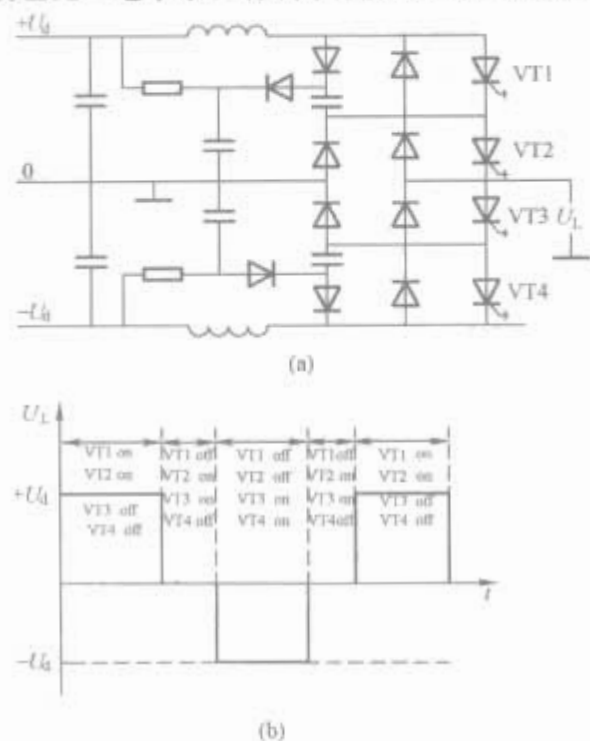 +Ud
VT1
VT2
0
VT3
UL
VT4
-Ud
(a)
UL
VT1 on
VT2 on
VT3 off
VT4 off
VT1 off
VT2 on
VT3 on
VT4 off
VT1 off
VT2 off
VT3 on
VT4 on
VT1 off
VT2 on
VT3 on
VT4 off
VT1 on
VT2 on
VT3 off
VT4 off
+Ud
t
-Ud
(b)